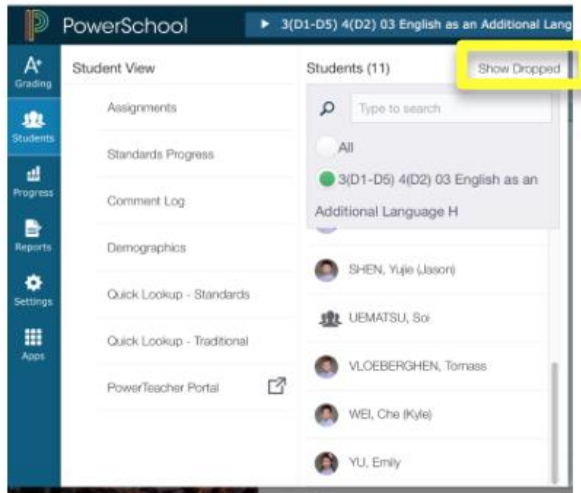 PowerSchool
3(D1-D5) 4(D2) 03 English as an Additional Lang
A+
Grading
Students
Progress
Reports
Settings
Apps
Student View
Assignments
Standards Progress
Comment Log
Demographics
Quick Lookup - Standards
Quick Lookup - Traditional
PowerTeacher Portal
Students (11)
Show Dropped
Type to search
All
3(D1-D5) 4(D2) 03 English as an
Additional Language H
SHEN, Yujie (Jason)
UEMATSU, Soi
VLOEBERGHEN, Tomass
WEI, Che (Kyle)
YU, Emily